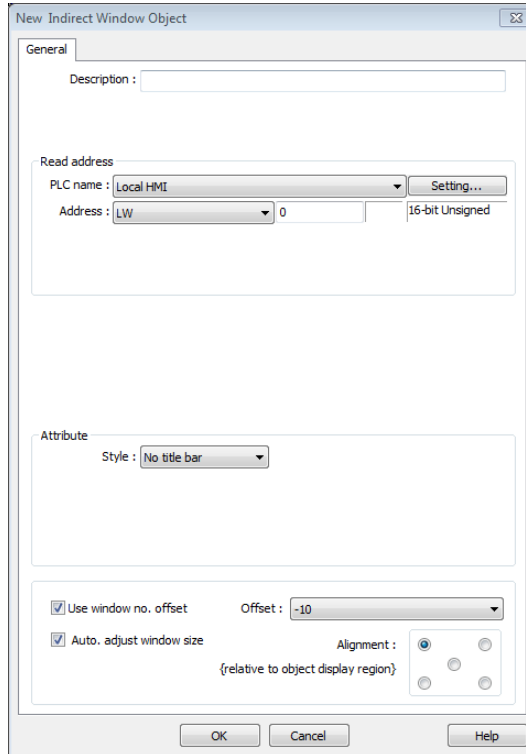 New Indirect Window Object
General
Description :
Read address
PLC name : Local HMI Setting...
Address : LW 0 16-bit Unsigned
Attribute
Style : No title bar
Use window no. offset Offset : -10
Auto. adjust window size Alignment :
{relative to object display region}
OK Cancel Help